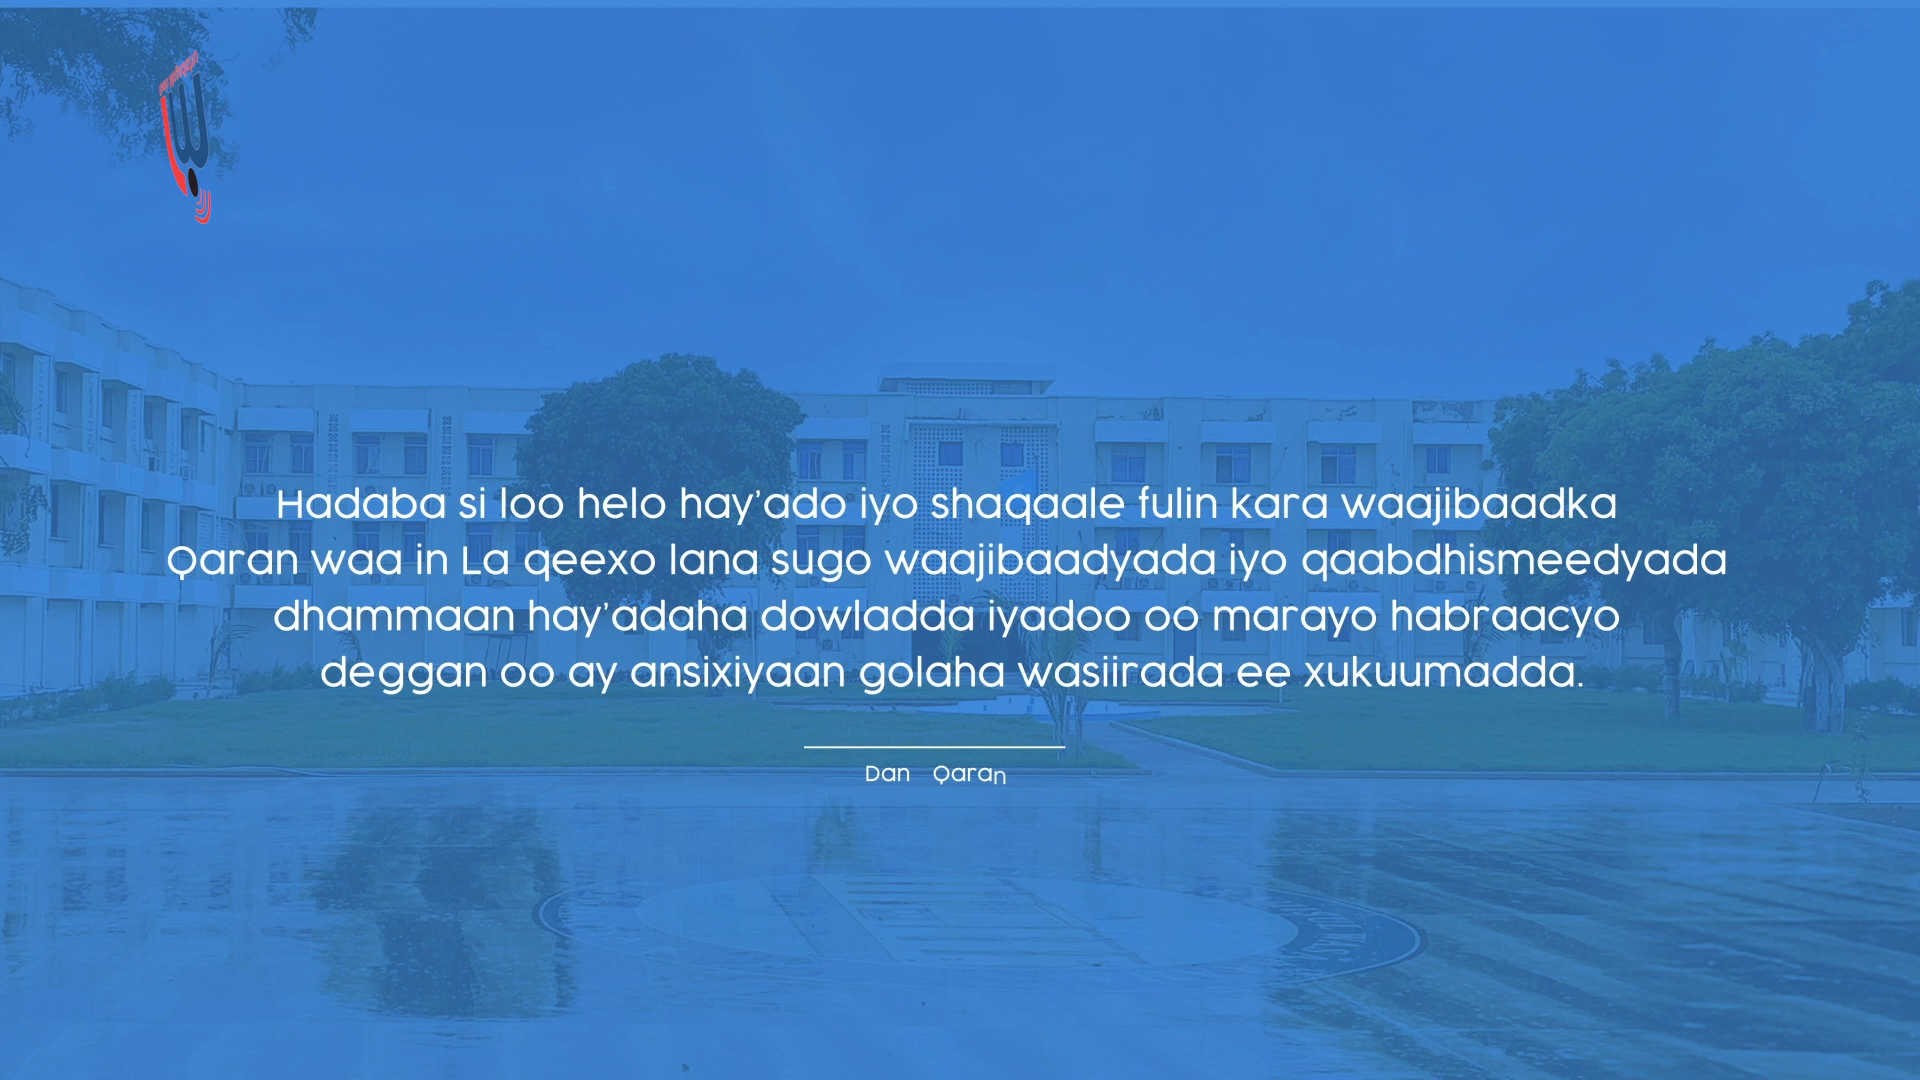 Hadaba si loo helo hay'ado iyo shaqaale fulin kara waajibaadka
Qaran waa in La qeexo lana sugo waajibaadyada iyo qaabdhismeedyada
dhammaan hay'adaha dowladda iyadoo oo marayo habraacyo
deggan oo ay ansixiyaan golaha wasiirada ee xukuumadda.
Dan Qaran